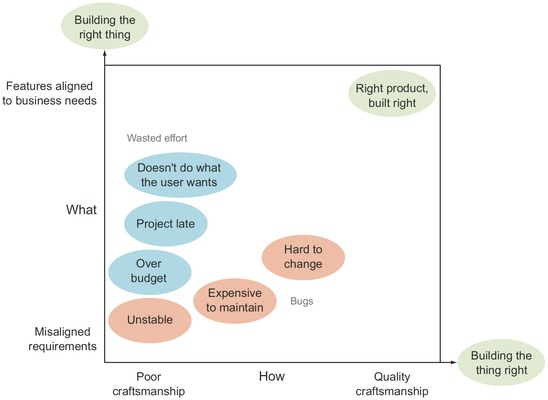 Building the
right thing
Features aligned
to business needs
Right product,
built right
Wasted effort
Doesn't do what
the user wants
What
Project late
Hard to
change
Over
budget
Expensive
to maintain
Bugs
Unstable
Misaligned
requirements
Building the
thing right
Poor
craftsmanship
How
Quality
craftsmanship